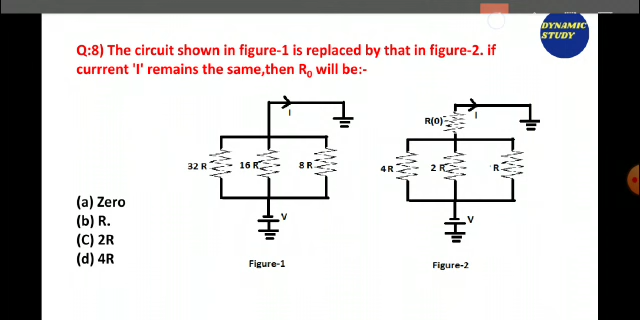 DYNAMIC
STUDY
Q:8) The circuit shown in figure-1 is replaced by that in figure-2. if
currrent 'I' remains the same,then R₀ will be:-
I
32 R
16 R
8 R
V
Figure-1
R(0)
I
4 R
2 R
R
V
Figure-2
(a) Zero
(b) R.
(C) 2R
(d) 4R